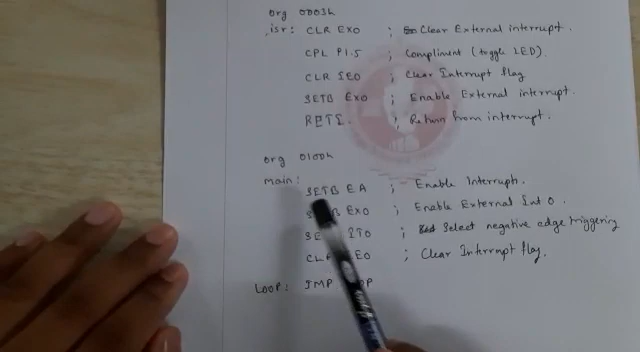 org 0003h
isr: CLR EX0 ; Clear External interrupt.
CPL P1.5 ; Compliment (toggle LED).
CLR IE0 ; Clear Interrupt flag
SETB EX0 ; Enable External interrupt.
RETI. ; Return from interrupt.
org 0100h
main:
SETB EA ; Enable Interrupt.
EX0 ; Enable External Int 0.
IT0 ; Select negative edge triggering
; Clear Interrupt flag.
LOOP: JMP